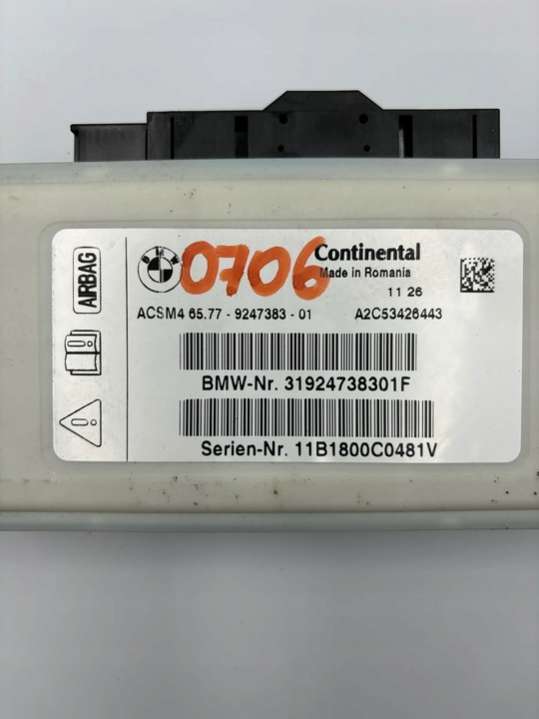 AIRBAG
BMW
0706
Continental
Made in Romania
11 26
ACSM4 65.77 - 9247383 - 01
A2C53426443
BMW-Nr. 31924738301F
Serien-Nr. 11B1800C0481V